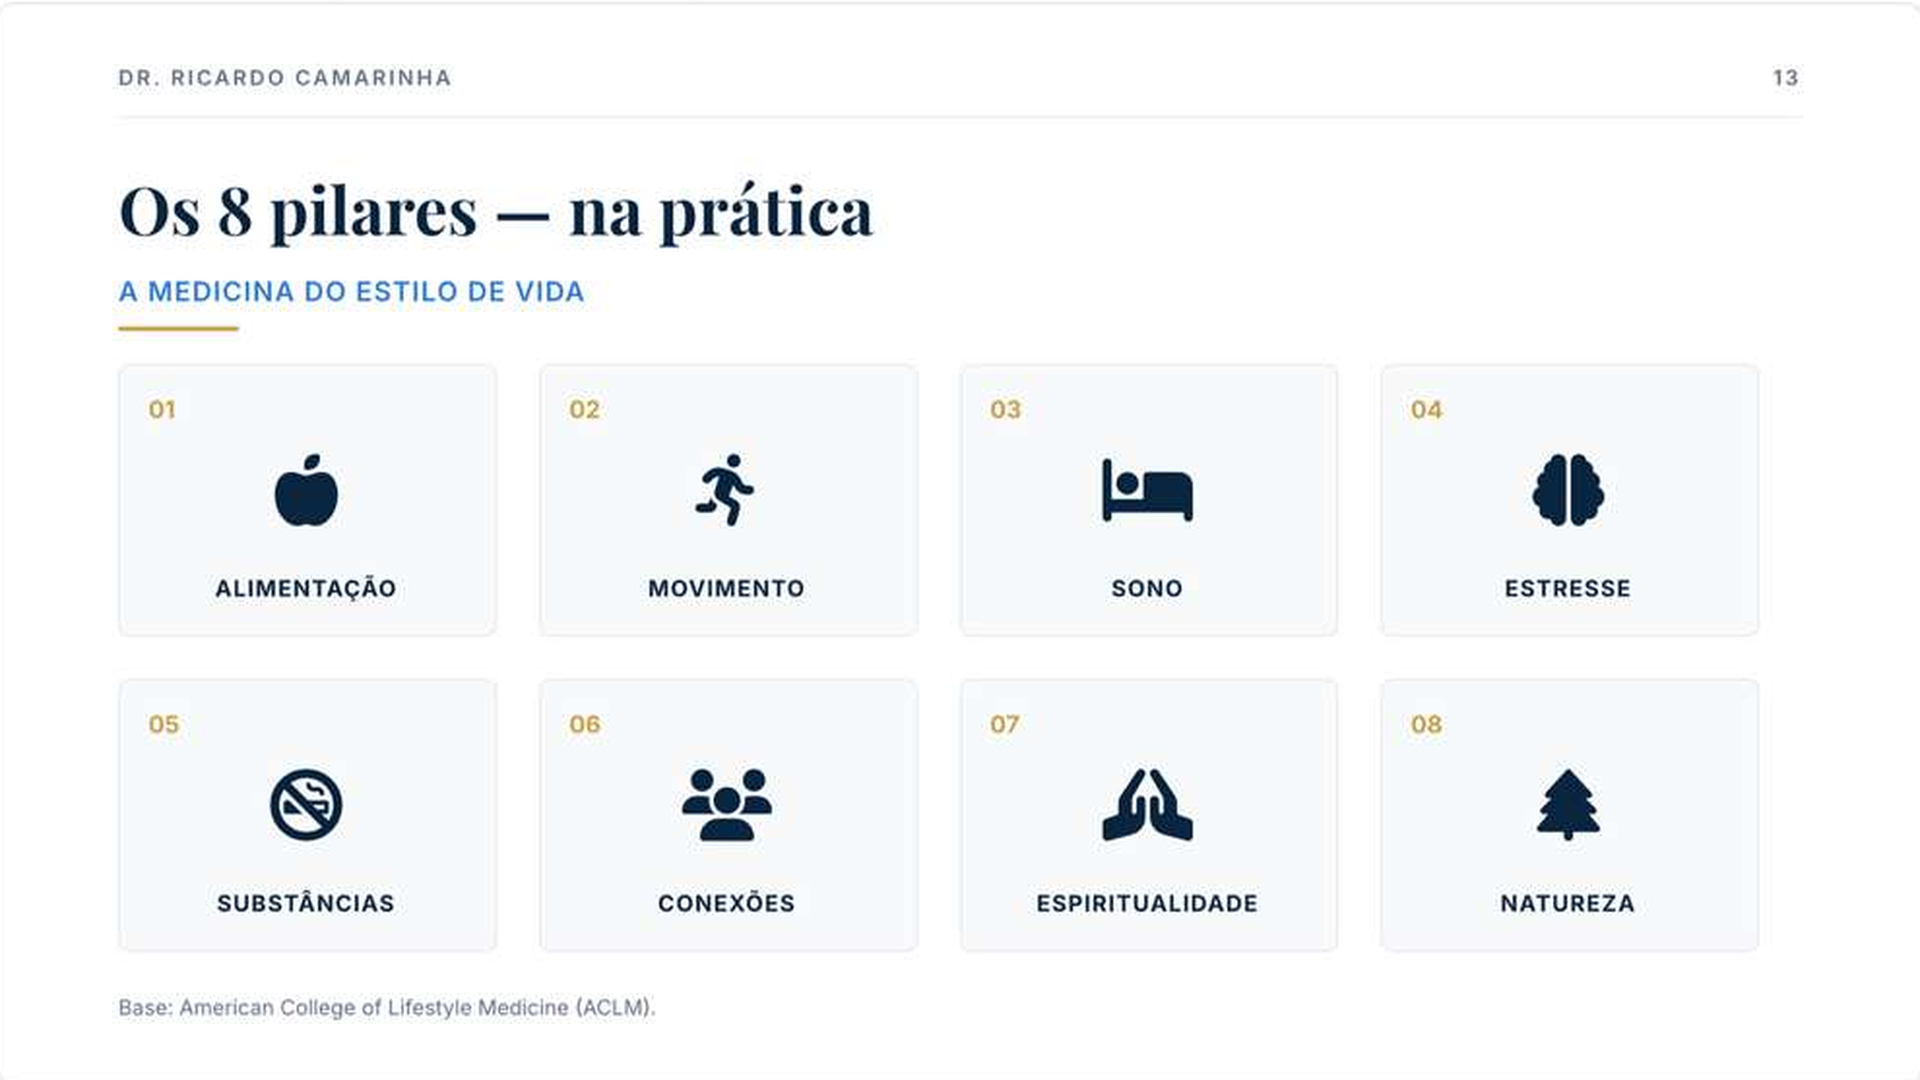 DR. RICARDO CAMARINHA
13
Os 8 pilares — na prática
A MEDICINA DO ESTILO DE VIDA
01
ALIMENTAÇÃO
02
MOVIMENTO
03
SONO
04
ESTRESSE
05
SUBSTÂNCIAS
06
CONEXÕES
07
ESPIRITUALIDADE
08
NATUREZA
Base: American College of Lifestyle Medicine (ACLM).